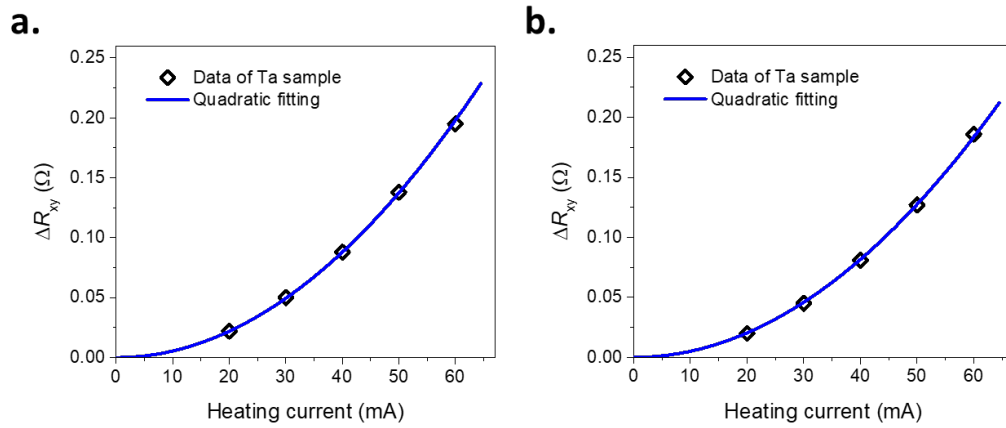 a.
0.25
0.20
0.15
0.10
0.05
0.00
ΔRxy (Ω)
Data of Ta sample
Quadratic fitting
0 10 20 30 40 50 60
Heating current (mA)
b.
0.25
0.20
0.15
0.10
0.05
0.00
ΔRxy (Ω)
Data of Ta sample
Quadratic fitting
0 10 20 30 40 50 60
Heating current (mA)